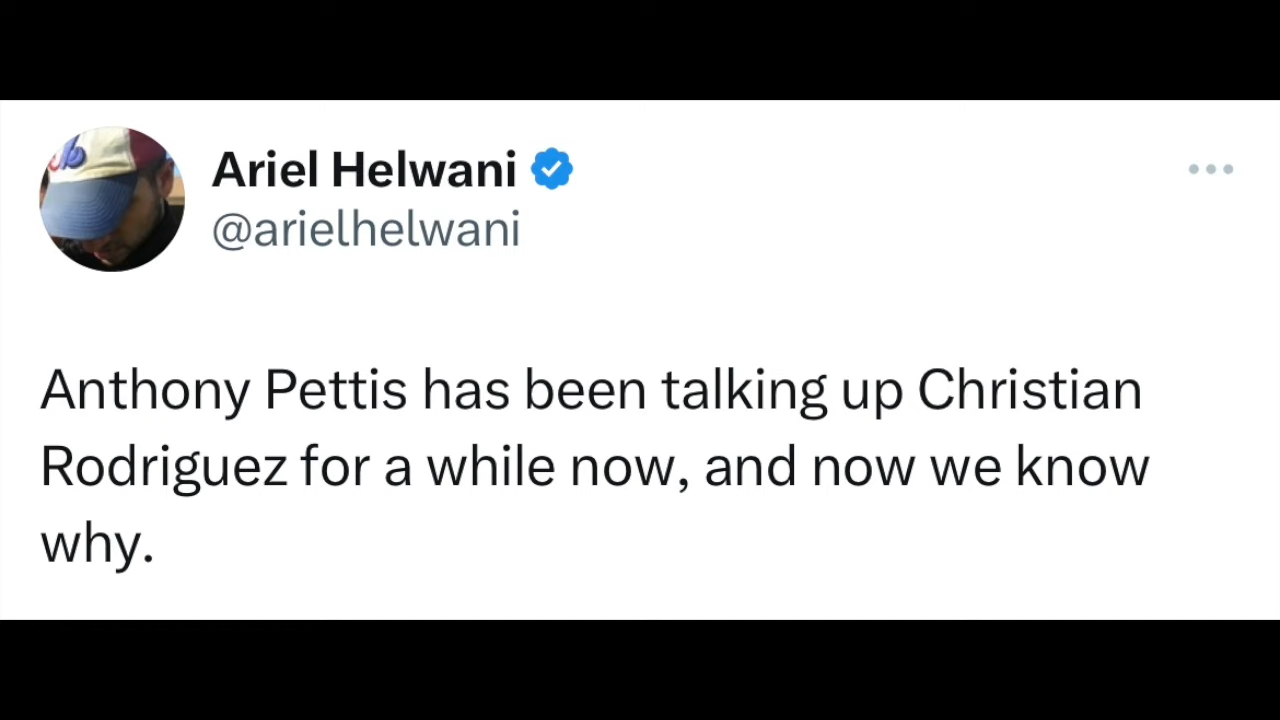 Ariel Helwani
@arielhelwani
Anthony Pettis has been talking up Christian
Rodriguez for a while now, and now we know
why.